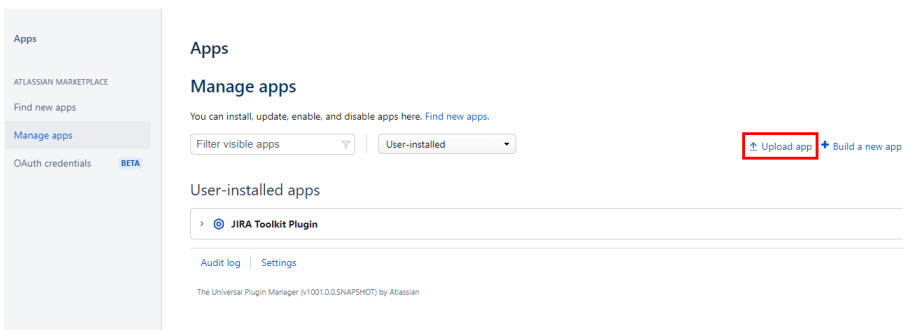 Apps
ATLASSIAN MARKETPLACE
Find new apps
Manage apps
OAuth credentials BETA
Apps
Manage apps
You can install, update, enable, and disable apps here. Find new apps.
Filter visible apps
User-installed
Upload app
Build a new app
User-installed apps
JIRA Toolkit Plugin
Audit log Settings
The Universal Plugin Manager (v1001.0.0.SNAPSHOT) by Atlassian